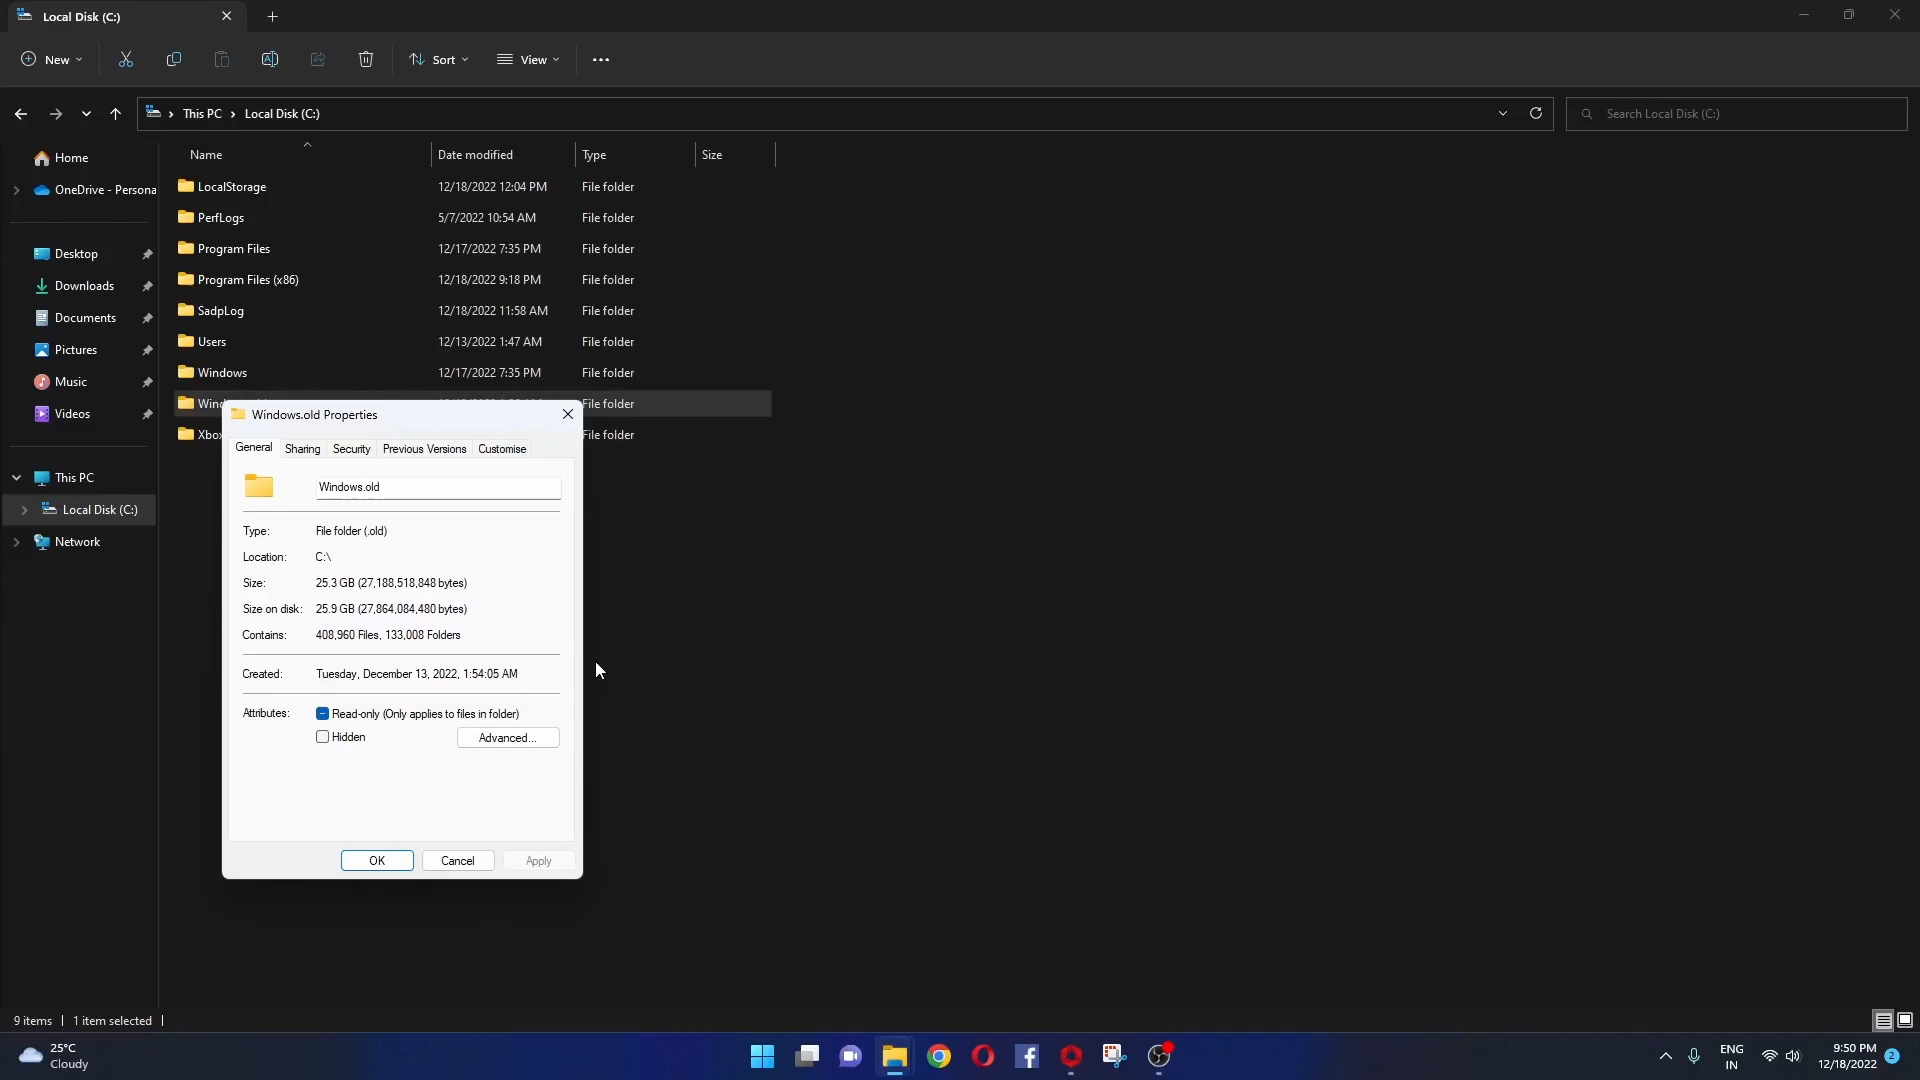 Local Disk (C:)
New
Sort
View
This PC
Local Disk (C:)
Search Local Disk (C:)
Name
Date modified
Type
Size
Home
OneDrive - Persona
Desktop
Downloads
Documents
Pictures
Music
Videos
This PC
Local Disk (C:)
Network
LocalStorage 12/18/2022 12:04 PM File folder
PerfLogs 5/7/2022 10:54 AM File folder
Program Files 12/17/2022 7:35 PM File folder
Program Files (x86) 12/18/2022 9:18 PM File folder
SadpLog 12/18/2022 11:58 AM File folder
Users 12/13/2022 1:47 AM File folder
Windows 12/17/2022 7:35 PM File folder
Wind File folder
Xbox File folder
Windows.old Properties
General Sharing Security Previous Versions Customise
Windows.old
Type: File folder (.old)
Location: C:\
Size: 25.3 GB (27,188,518,848 bytes)
Size on disk: 25.9 GB (27,864,084,480 bytes)
Contains: 408,960 Files, 133,008 Folders
Created: Tuesday, December 13, 2022, 1:54:05 AM
Attributes: Read-only (Only applies to files in folder)
Hidden
Advanced...
OK Cancel Apply
9 items 1 item selected
25°C
Cloudy
ENG
IN
9:50 PM
12/18/2022
2